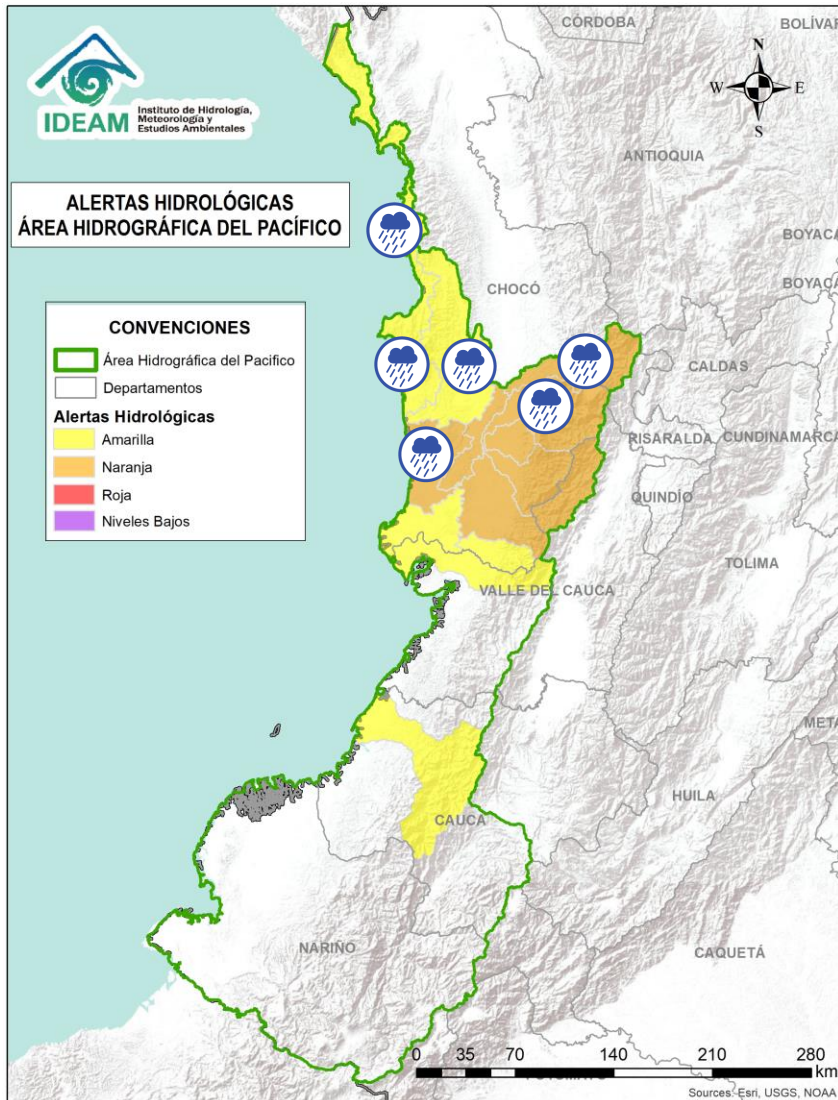 CÓRDOBA
BOLÍVAR
N
W E
S
IDEAM
Instituto de Hidrología,
Meteorología y
Estudios Ambientales
ANTIOQUIA
ALERTAS HIDROLÓGICAS
ÁREA HIDROGRÁFICA DEL PACÍFICO
BOYACÁ
BOYACÁ
CHOCÓ
CONVENCIONES
Área Hidrográfica del Pacifico
Departamentos
Alertas Hidrológicas
Amarilla
Naranja
Roja
Niveles Bajos
CALDAS
RISARALDA
CUNDINAMARCA
QUINDÍO
TOLIMA
VALLE DEL CAUCA
META
HUILA
CAUCA
NARIÑO
CAQUETÁ
0 35 70 140 210 280
km
Sources: Esri, USGS, NOAA